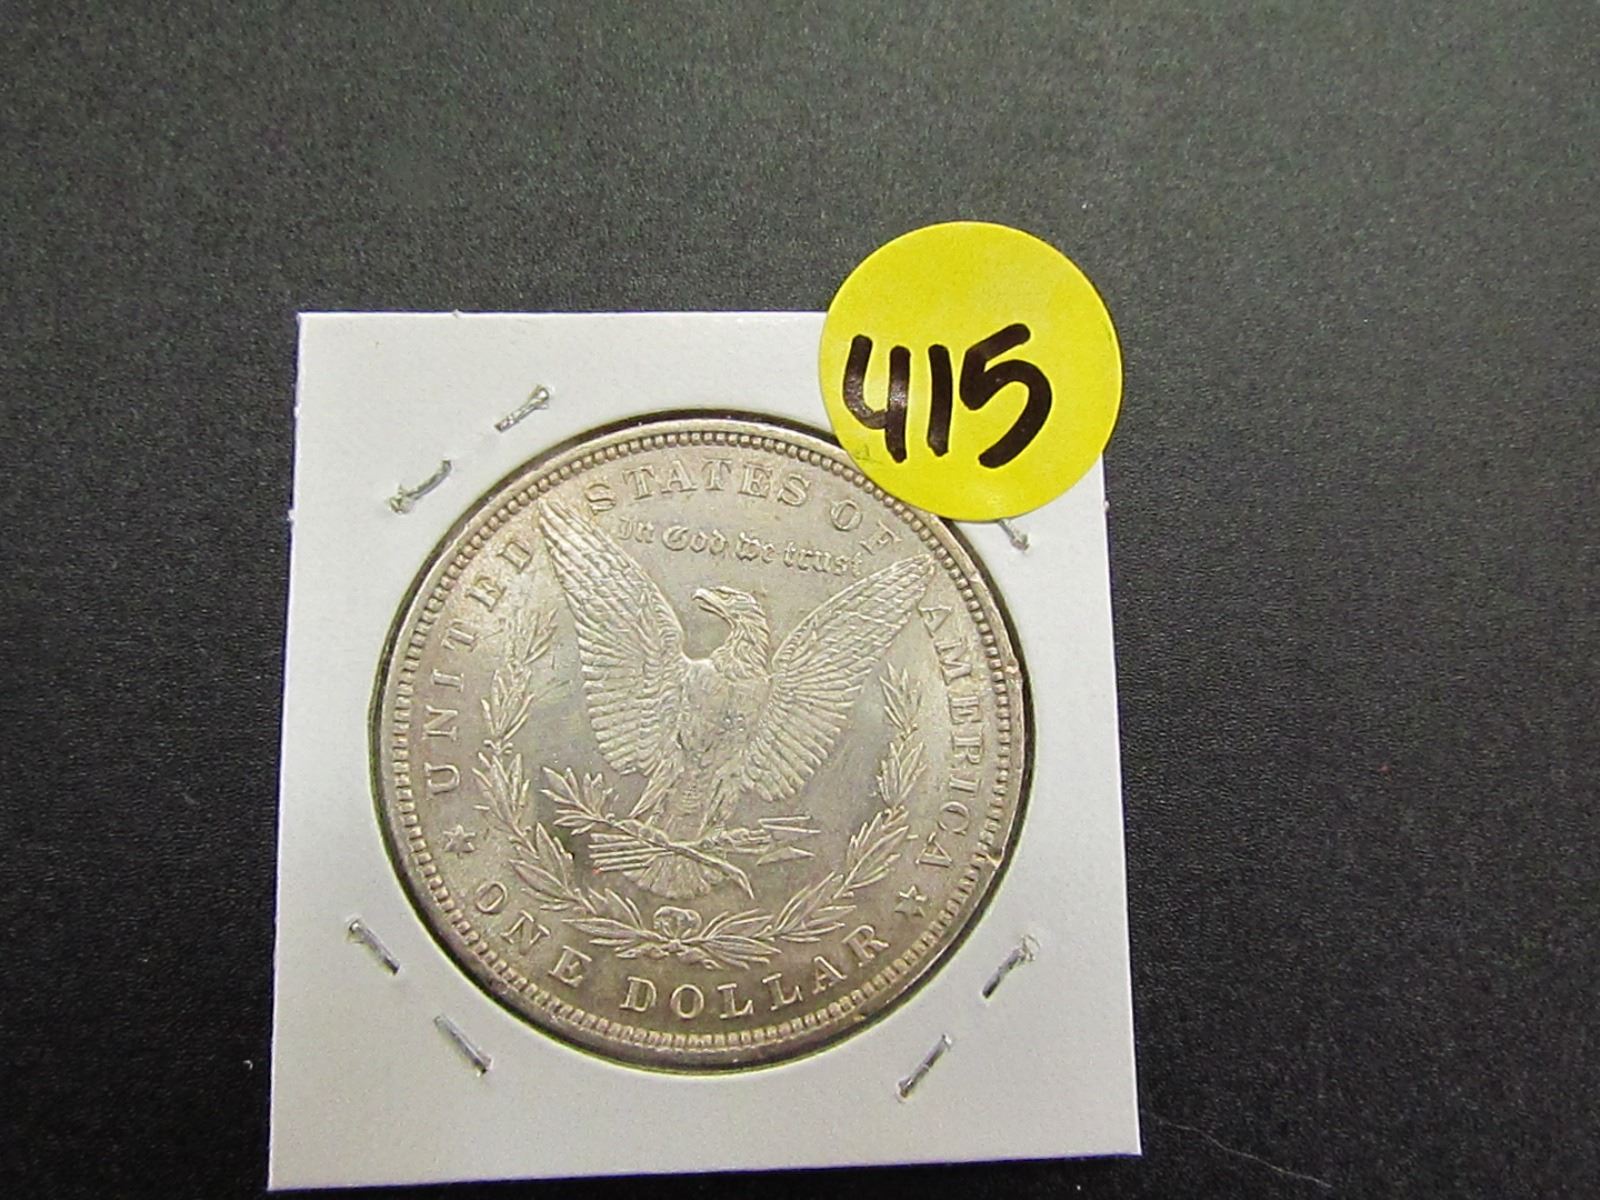 415
UNITED STATES OF AMERICA
In God we trust
ONE DOLLAR